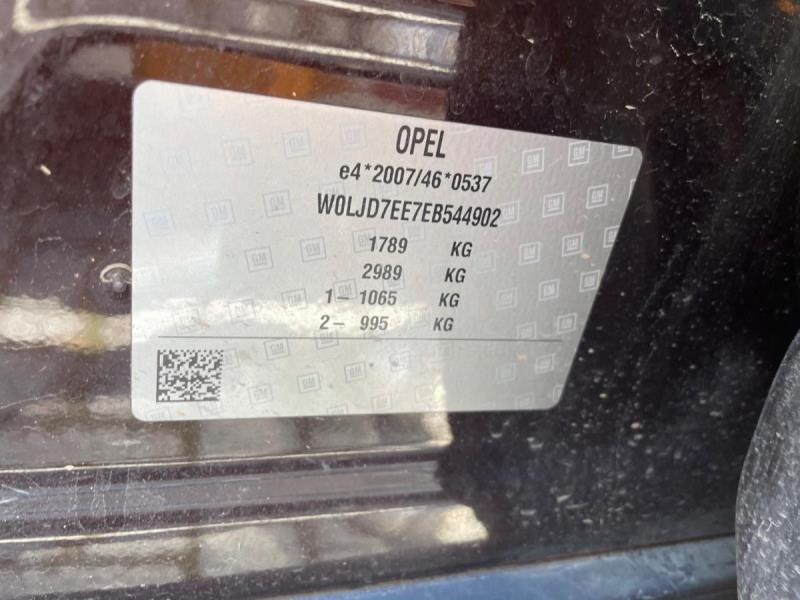 OPEL
e4*2007/46*0537
W0LJD7EE7EB544902
1789 KG
2989 KG
1- 1065 KG
2- 995 KG